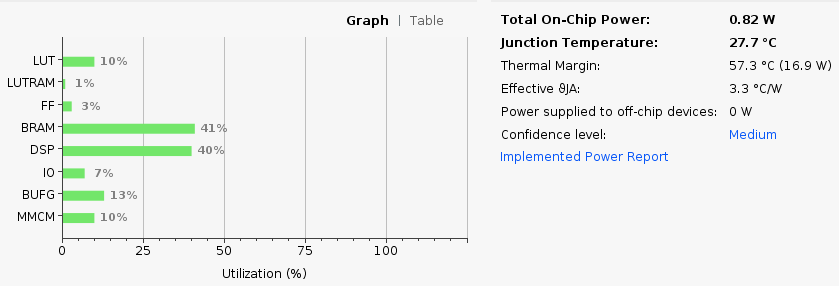 Graph | Table
LUT 10%
LUTRAM 1%
FF 3%
BRAM 41%
DSP 40%
IO 7%
BUFG 13%
MMCM 10%
0 25 50 75 100
Utilization (%)
Total On-Chip Power: 0.82 W
Junction Temperature: 27.7 °C
Thermal Margin: 57.3 °C (16.9 W)
Effective ϑJA: 3.3 °C/W
Power supplied to off-chip devices: 0 W
Confidence level: Medium
Implemented Power Report